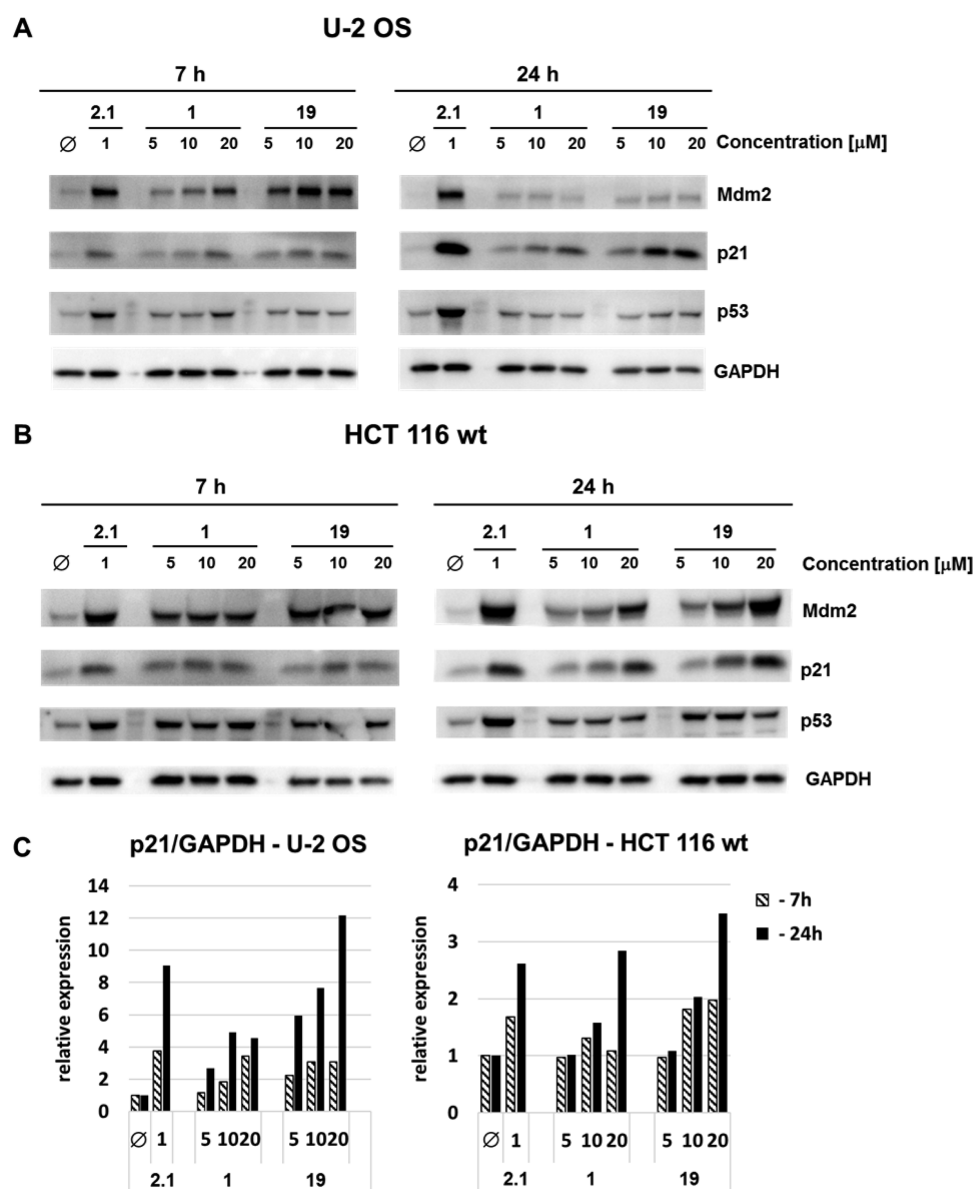 A U-2 OS
7 h 24 h
2.1 1 19 2.1 1 19
∅ 1 5 10 20 5 10 20 ∅ 1 5 10 20 5 10 20 Concentration [μM]
Mdm2
p21
p53
GAPDH
B HCT 116 wt
7 h 24 h
2.1 1 19 2.1 1 19
∅ 1 5 10 20 5 10 20 ∅ 1 5 10 20 5 10 20 Concentration [μM]
Mdm2
p21
p53
GAPDH
C p21/GAPDH - U-2 OS p21/GAPDH - HCT 116 wt
relative expression
14
12
10
8
6
4
2
0
∅ 1 5 10 20 5 10 20
2.1 1 19
relative expression
4
3
2
1
0
∅ 1 5 10 20 5 10 20
2.1 1 19
- 7h
- 24h